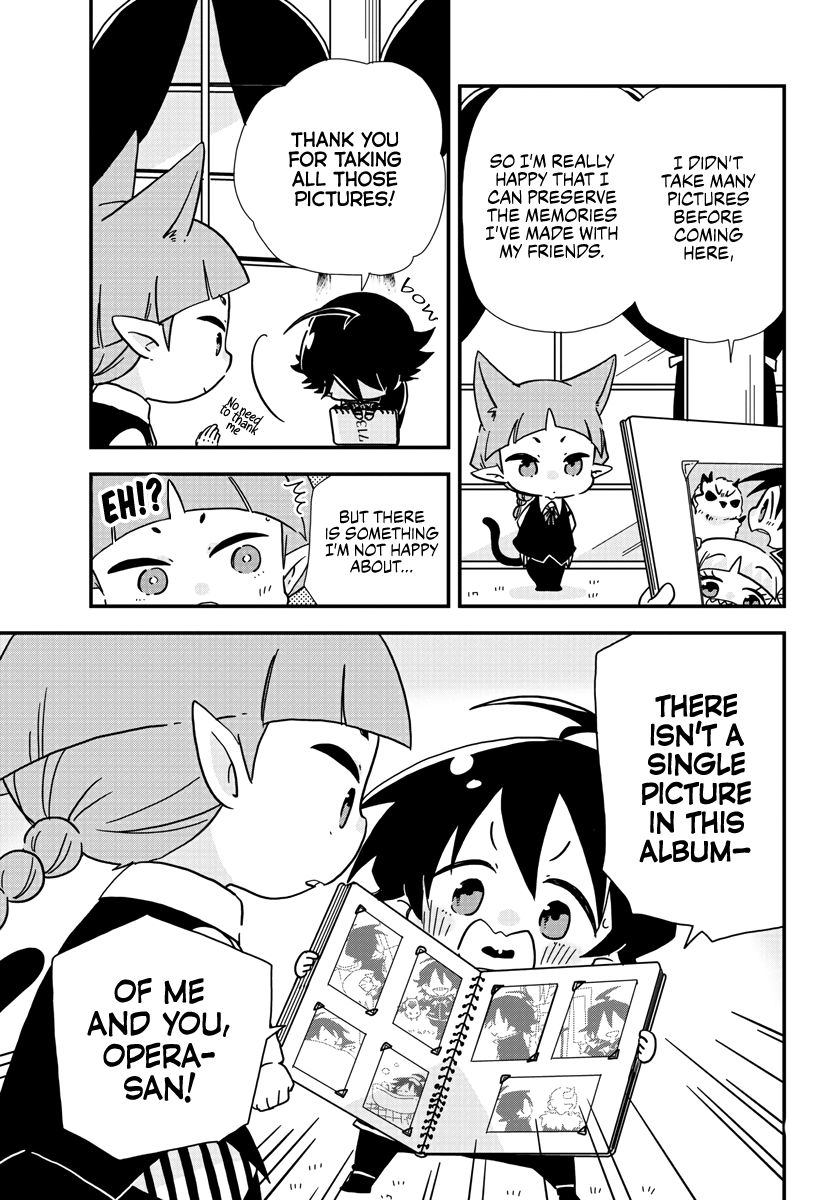 I DIDN'T
TAKE MANY
PICTURES
BEFORE
COMING
HERE,
SO I'M REALLY
HAPPY THAT I
CAN PRESERVE
THE MEMORIES
I'VE MADE WITH
MY FRIENDS.
THANK YOU
FOR TAKING
ALL THOSE
PICTURES!
BOW
No need
to thank
me
BUT THERE
IS SOMETHING
I'M NOT HAPPY
ABOUT...
EH!?
THERE
ISN'T A
SINGLE
PICTURE
IN THIS
ALBUM—
OF ME
AND YOU,
OPERA-
SAN!